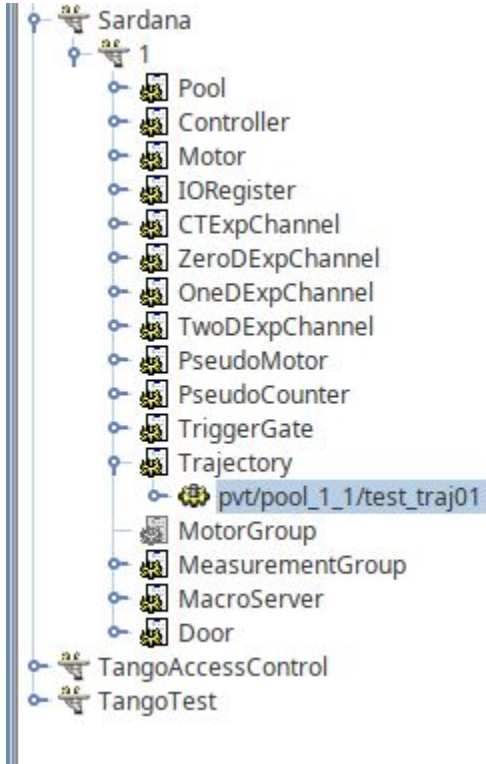 Sardana
1
Pool
Controller
Motor
IORegister
CTExpChannel
ZeroDExpChannel
OneDExpChannel
TwoDExpChannel
PseudoMotor
PseudoCounter
TriggerGate
Trajectory
pvt/pool_1_1/test_traj01
MotorGroup
MeasurementGroup
MacroServer
Door
TangoAccessControl
TangoTest